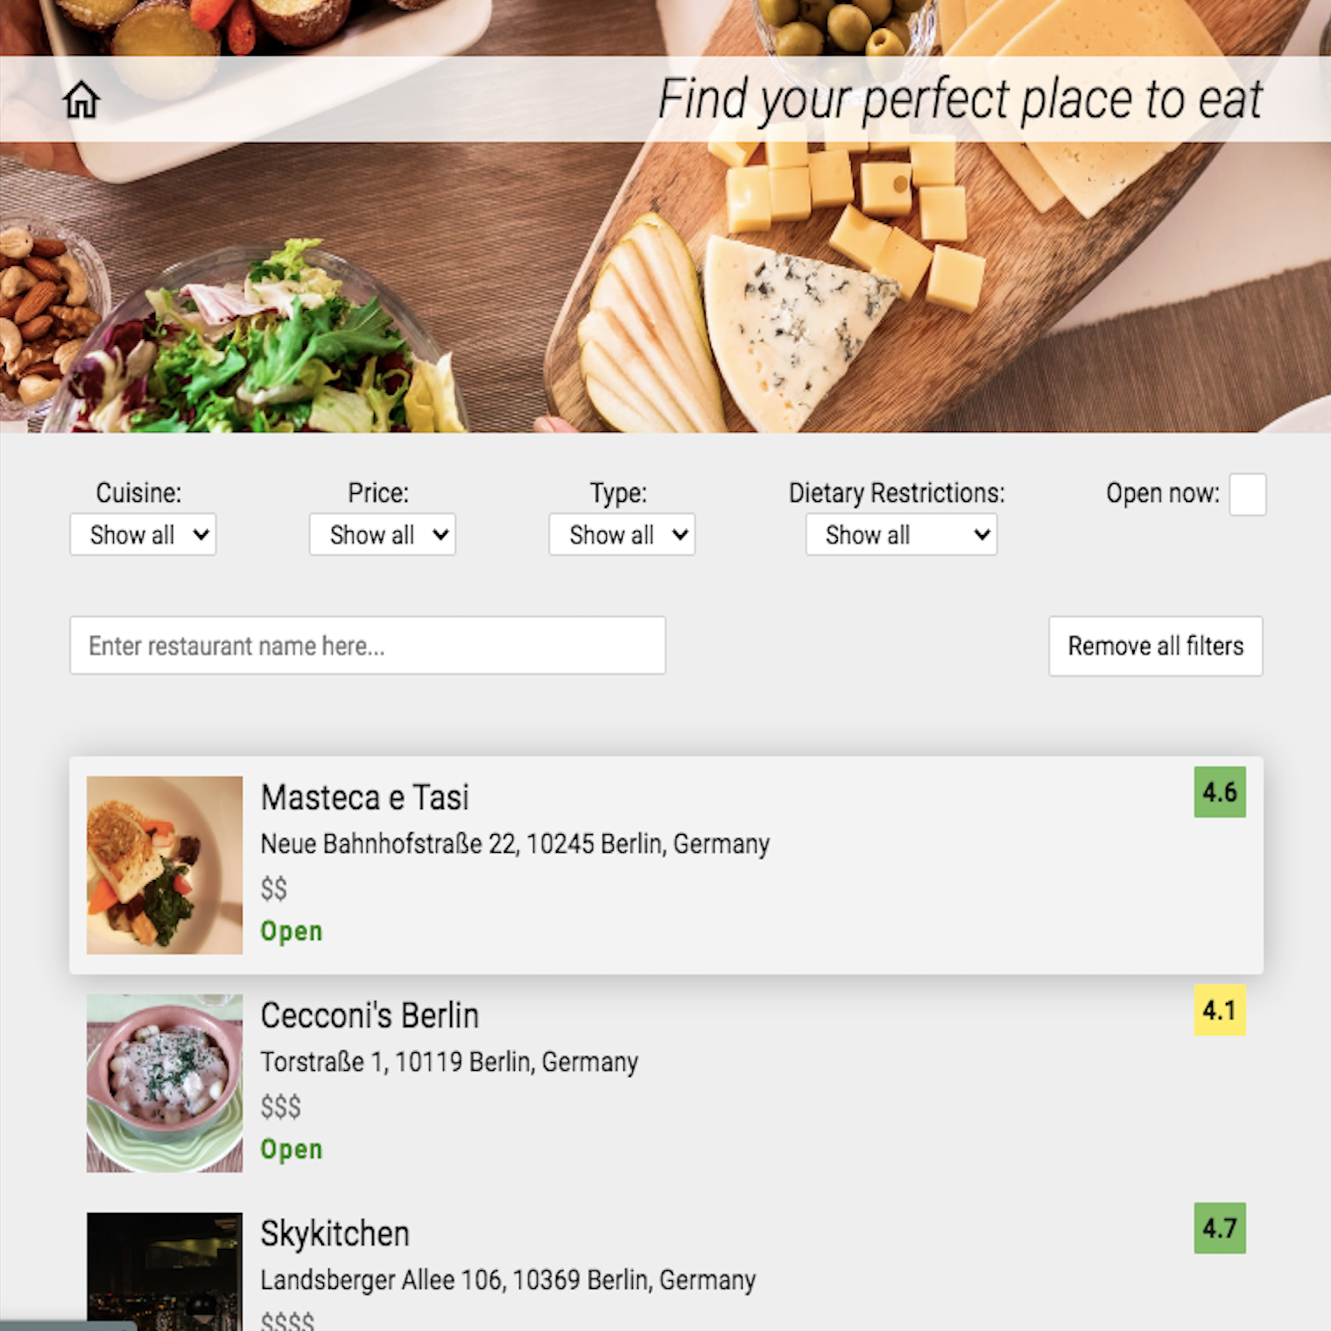 Find your perfect place to eat
Cuisine: Price: Type: Dietary Restrictions: Open now:
Show all Show all Show all Show all
Enter restaurant name here... Remove all filters
Masteca e Tasi 4.6
Neue Bahnhofstraße 22, 10245 Berlin, Germany
$$
Open
Cecconi's Berlin 4.1
Torstraße 1, 10119 Berlin, Germany
$$$
Open
Skykitchen 4.7
Landsberger Allee 106, 10369 Berlin, Germany
$$$$